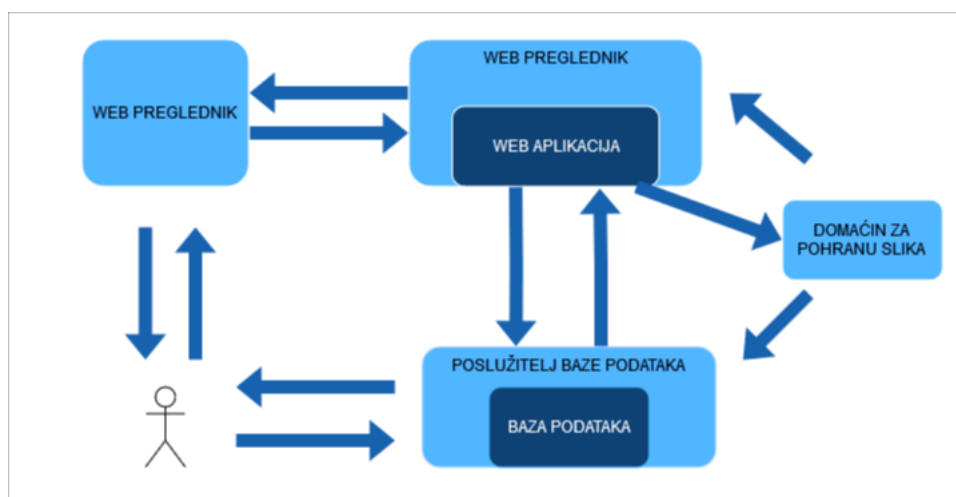 WEB PREGLEDNIK
WEB PREGLEDNIK
WEB APLIKACIJA
DOMAĆIN ZA
POHRANU SLIKA
POSLUŽITELJ BAZE PODATAKA
BAZA PODATAKA